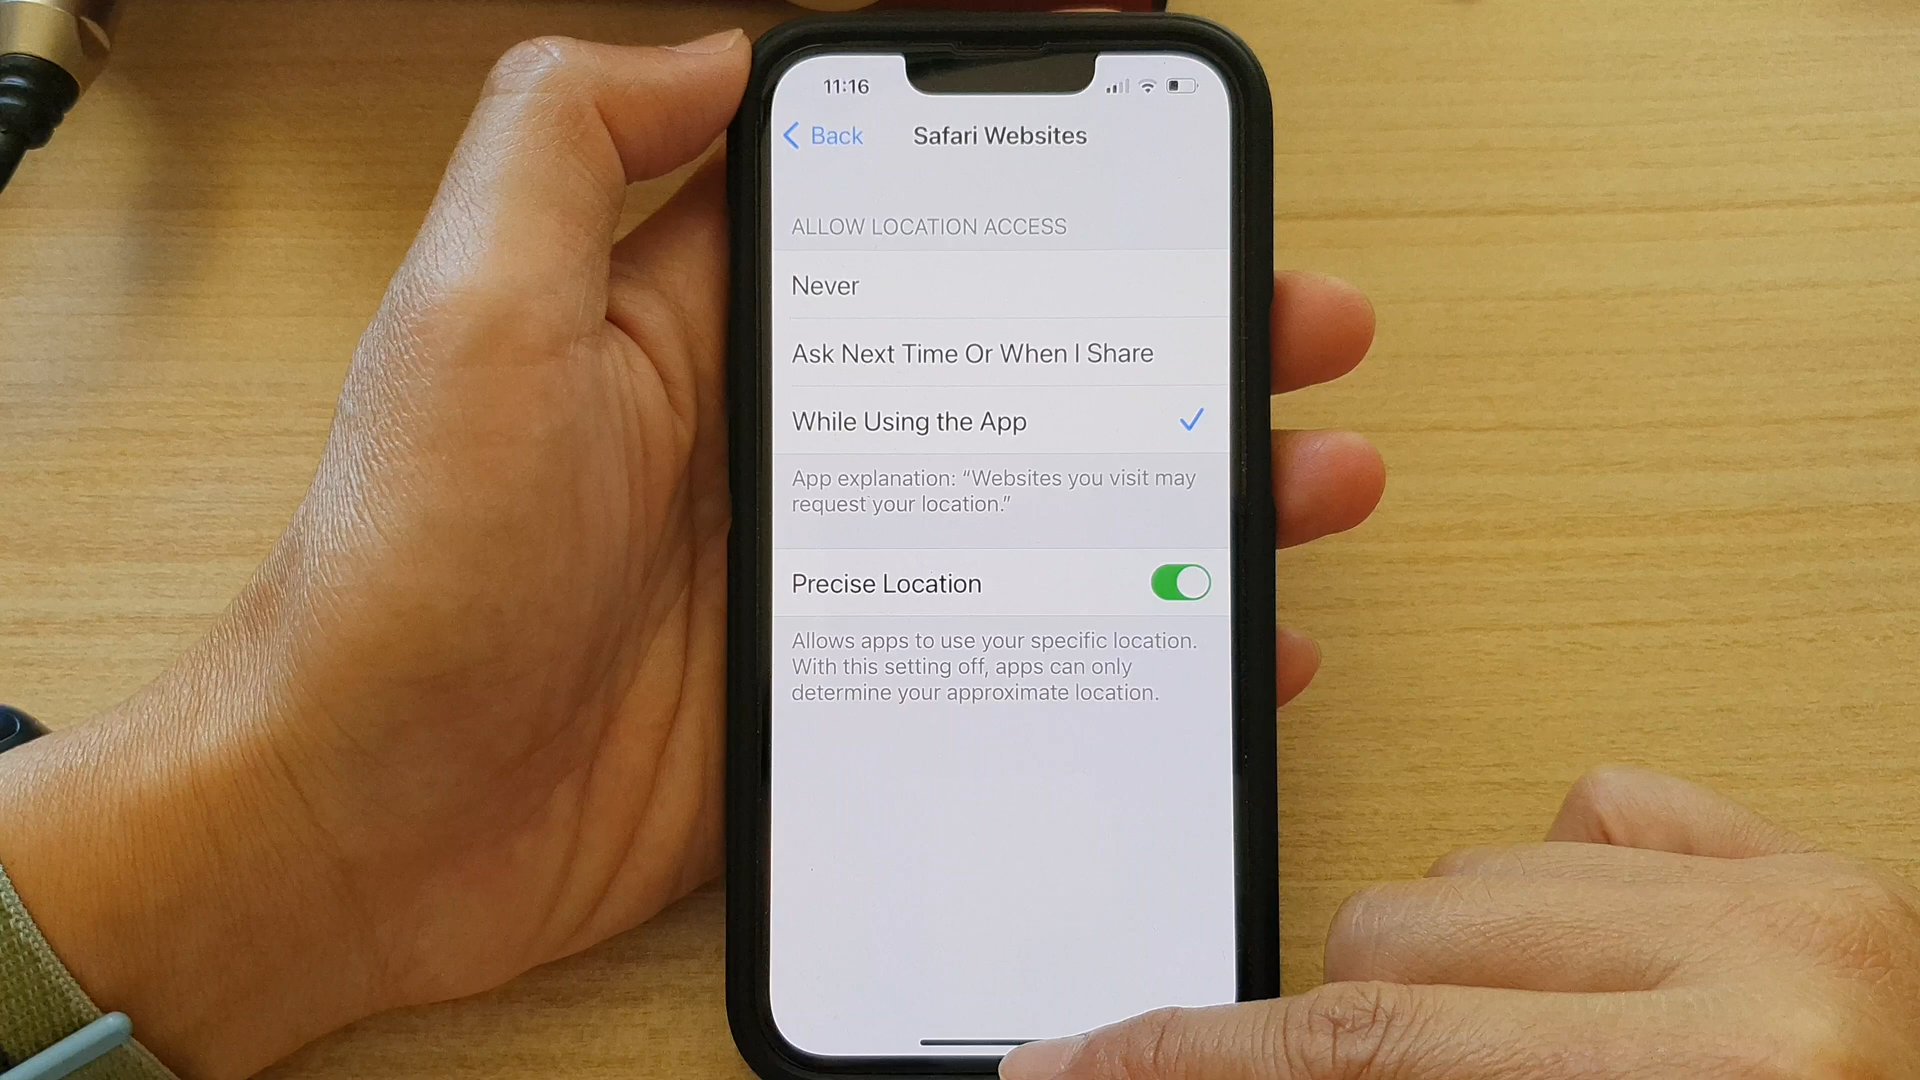 11:16
Back
Safari Websites
ALLOW LOCATION ACCESS
Never
Ask Next Time Or When I Share
While Using the App
App explanation: “Websites you visit may
request your location.”
Precise Location
Allows apps to use your specific location.
With this setting off, apps can only
determine your approximate location.